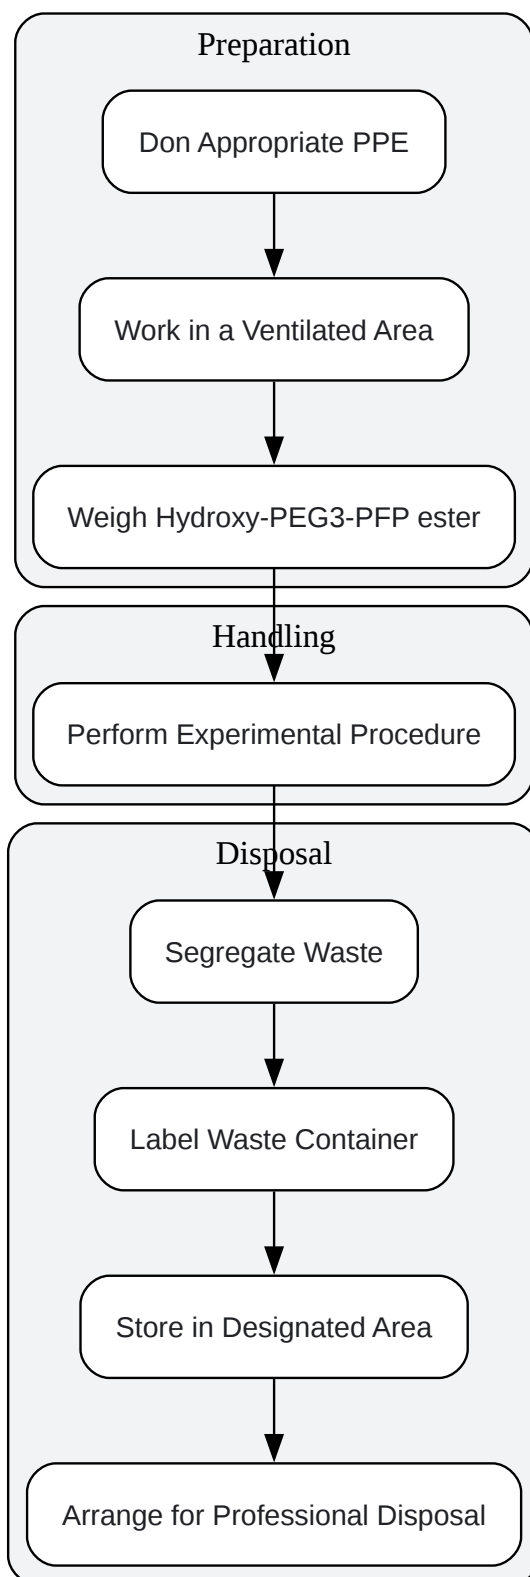 Preparation
Don Appropriate PPE
Work in a Ventilated Area
Weigh Hydroxy-PEG3-PFP ester
Handling
Perform Experimental Procedure
Disposal
Segregate Waste
Label Waste Container
Store in Designated Area
Arrange for Professional Disposal